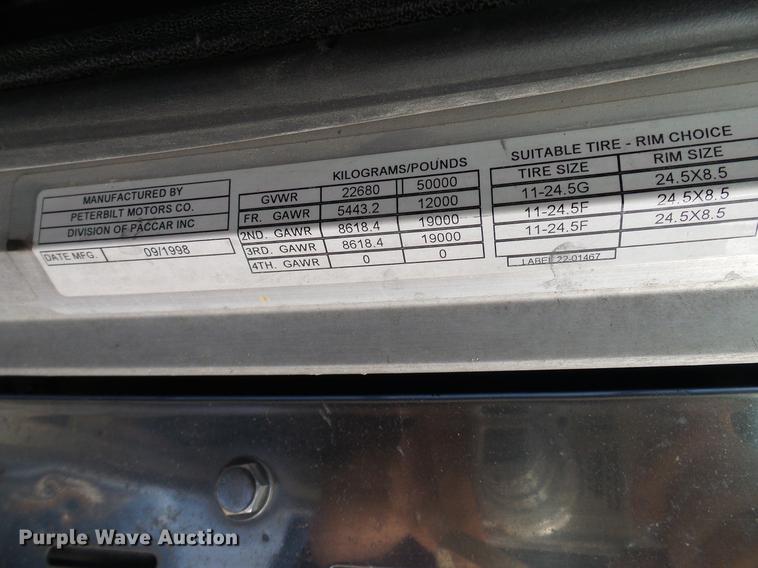 MANUFACTURED BY
PETERBILT MOTORS CO.
DIVISION OF PACCAR INC
DATE MFG. 09/1998
KILOGRAMS/POUNDS
GVWR 22680 50000
FR. GAWR 5443.2 12000
2ND. GAWR 8618.4 19000
3RD. GAWR 8618.4 19000
4TH. GAWR 0 0
SUITABLE TIRE - RIM CHOICE
TIRE SIZE RIM SIZE
11-24.5G 24.5X8.5
11-24.5F 24.5X8.5
11-24.5F 24.5X8.5
LABEL 22-01467
Purple Wave Auction